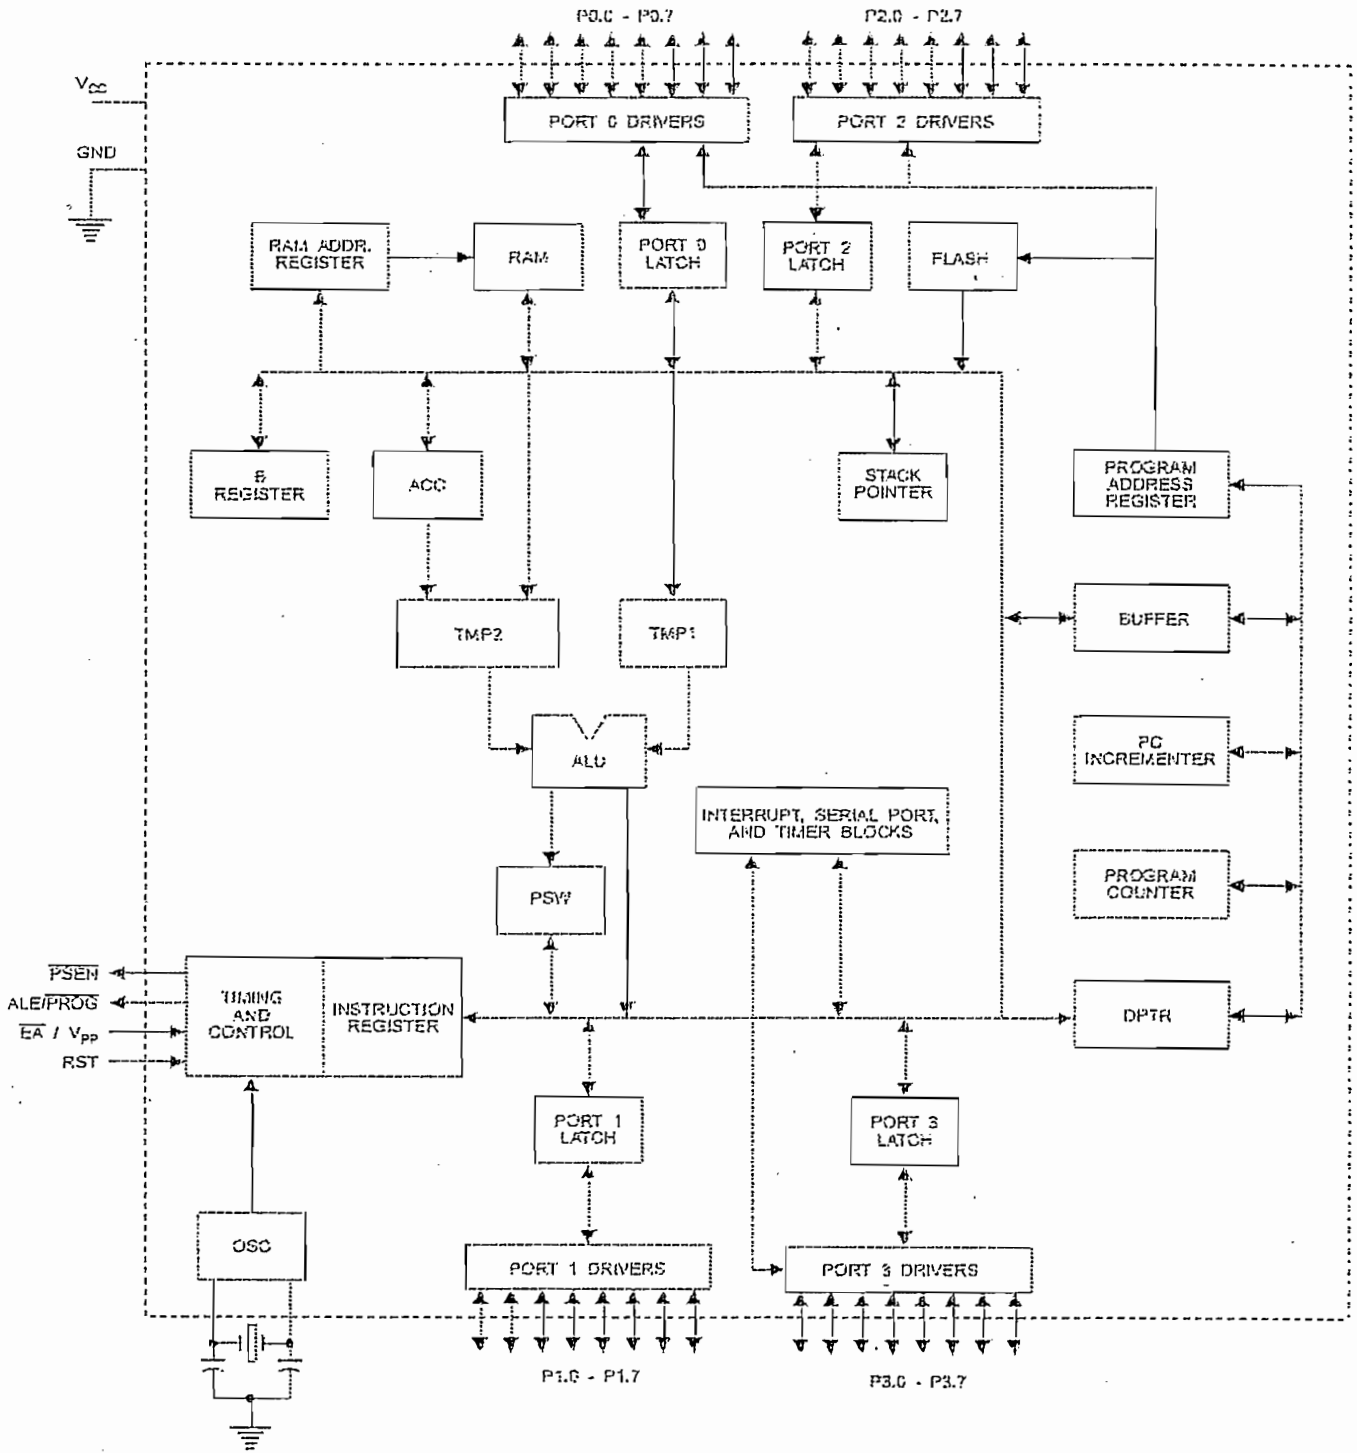 P0.0 - P0.7
P2.0 - P2.7
VCC
GND
PORT 0 DRIVERS
PORT 2 DRIVERS
RAM ADDR.
REGISTER
RAM
PORT 0
LATCH
PORT 2
LATCH
FLASH
B
REGISTER
ACC
STACK
POINTER
PROGRAM
ADDRESS
REGISTER
TMP2
TMP1
BUFFER
ALU
PC
INCREMENTER
INTERRUPT, SERIAL PORT,
AND TIMER BLOCKS
PSW
PROGRAM
COUNTER
PSEN
ALE/PROG
EA / VPP
RST
TIMING
AND
CONTROL
INSTRUCTION
REGISTER
DPTR
PORT 1
LATCH
PORT 3
LATCH
OSC
PORT 1 DRIVERS
PORT 3 DRIVERS
P1.0 - P1.7
P3.0 - P3.7